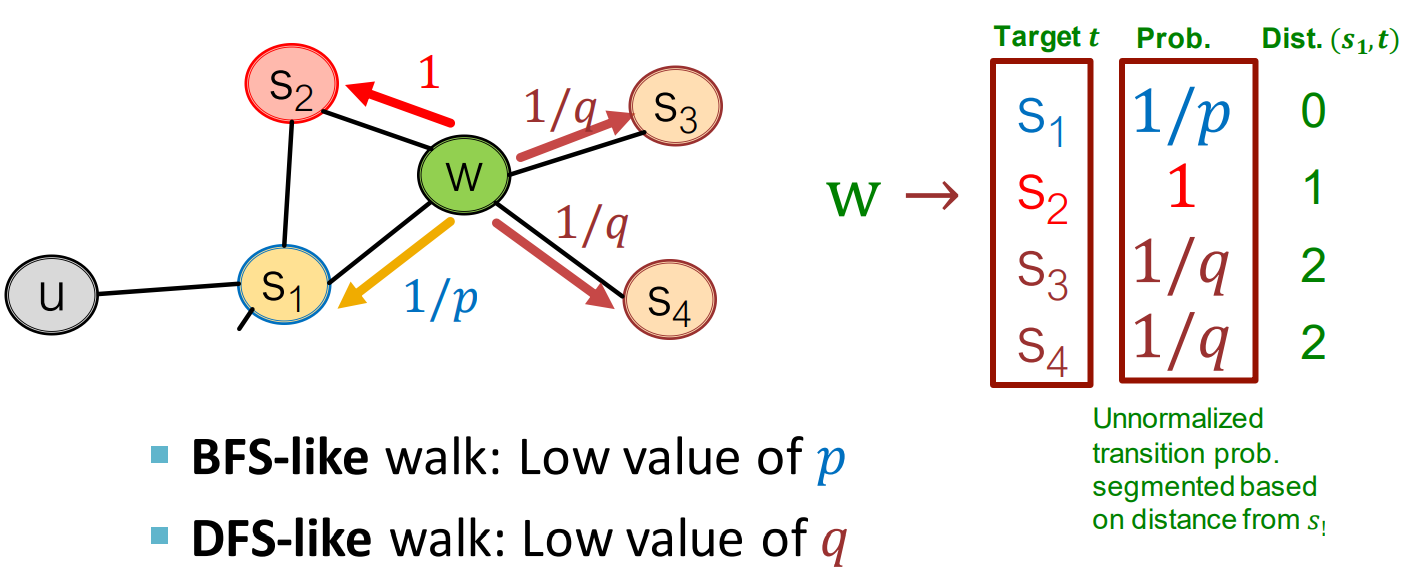 S2
1
1/q
S3
W
1/q
S1
1/p
S4
u
Target t Prob. Dist. (s1,t)
W →
S1 1/p 0
S2 1 1
S3 1/q 2
S4 1/q 2
Unnormalized
transition prob.
segmented based
on distance from s!
▪ BFS-like walk: Low value of p
▪ DFS-like walk: Low value of q